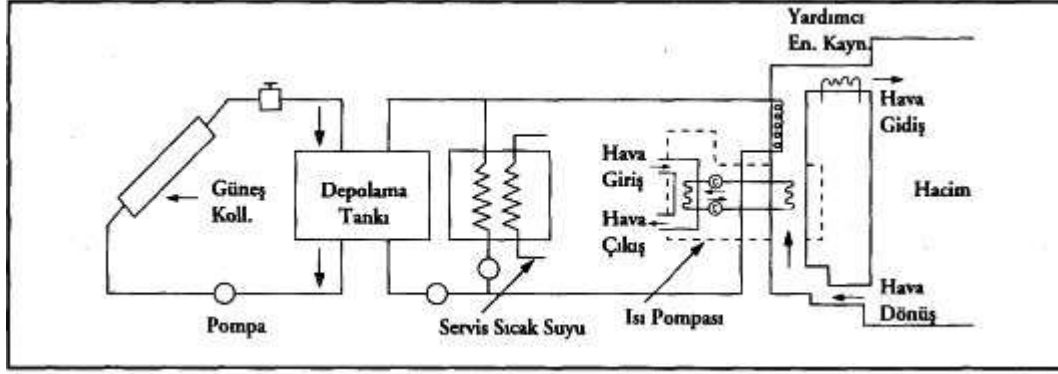 Yardımcı
En. Kayn.
Hava
Gidiş
Güneş
Koll.
Depolama
Tankı
Hava
Giriş
Hava
Çıkış
Hacim
Pompa
Servis Sıcak Suyu
Isı Pompası
Hava
Dönüş
C
C